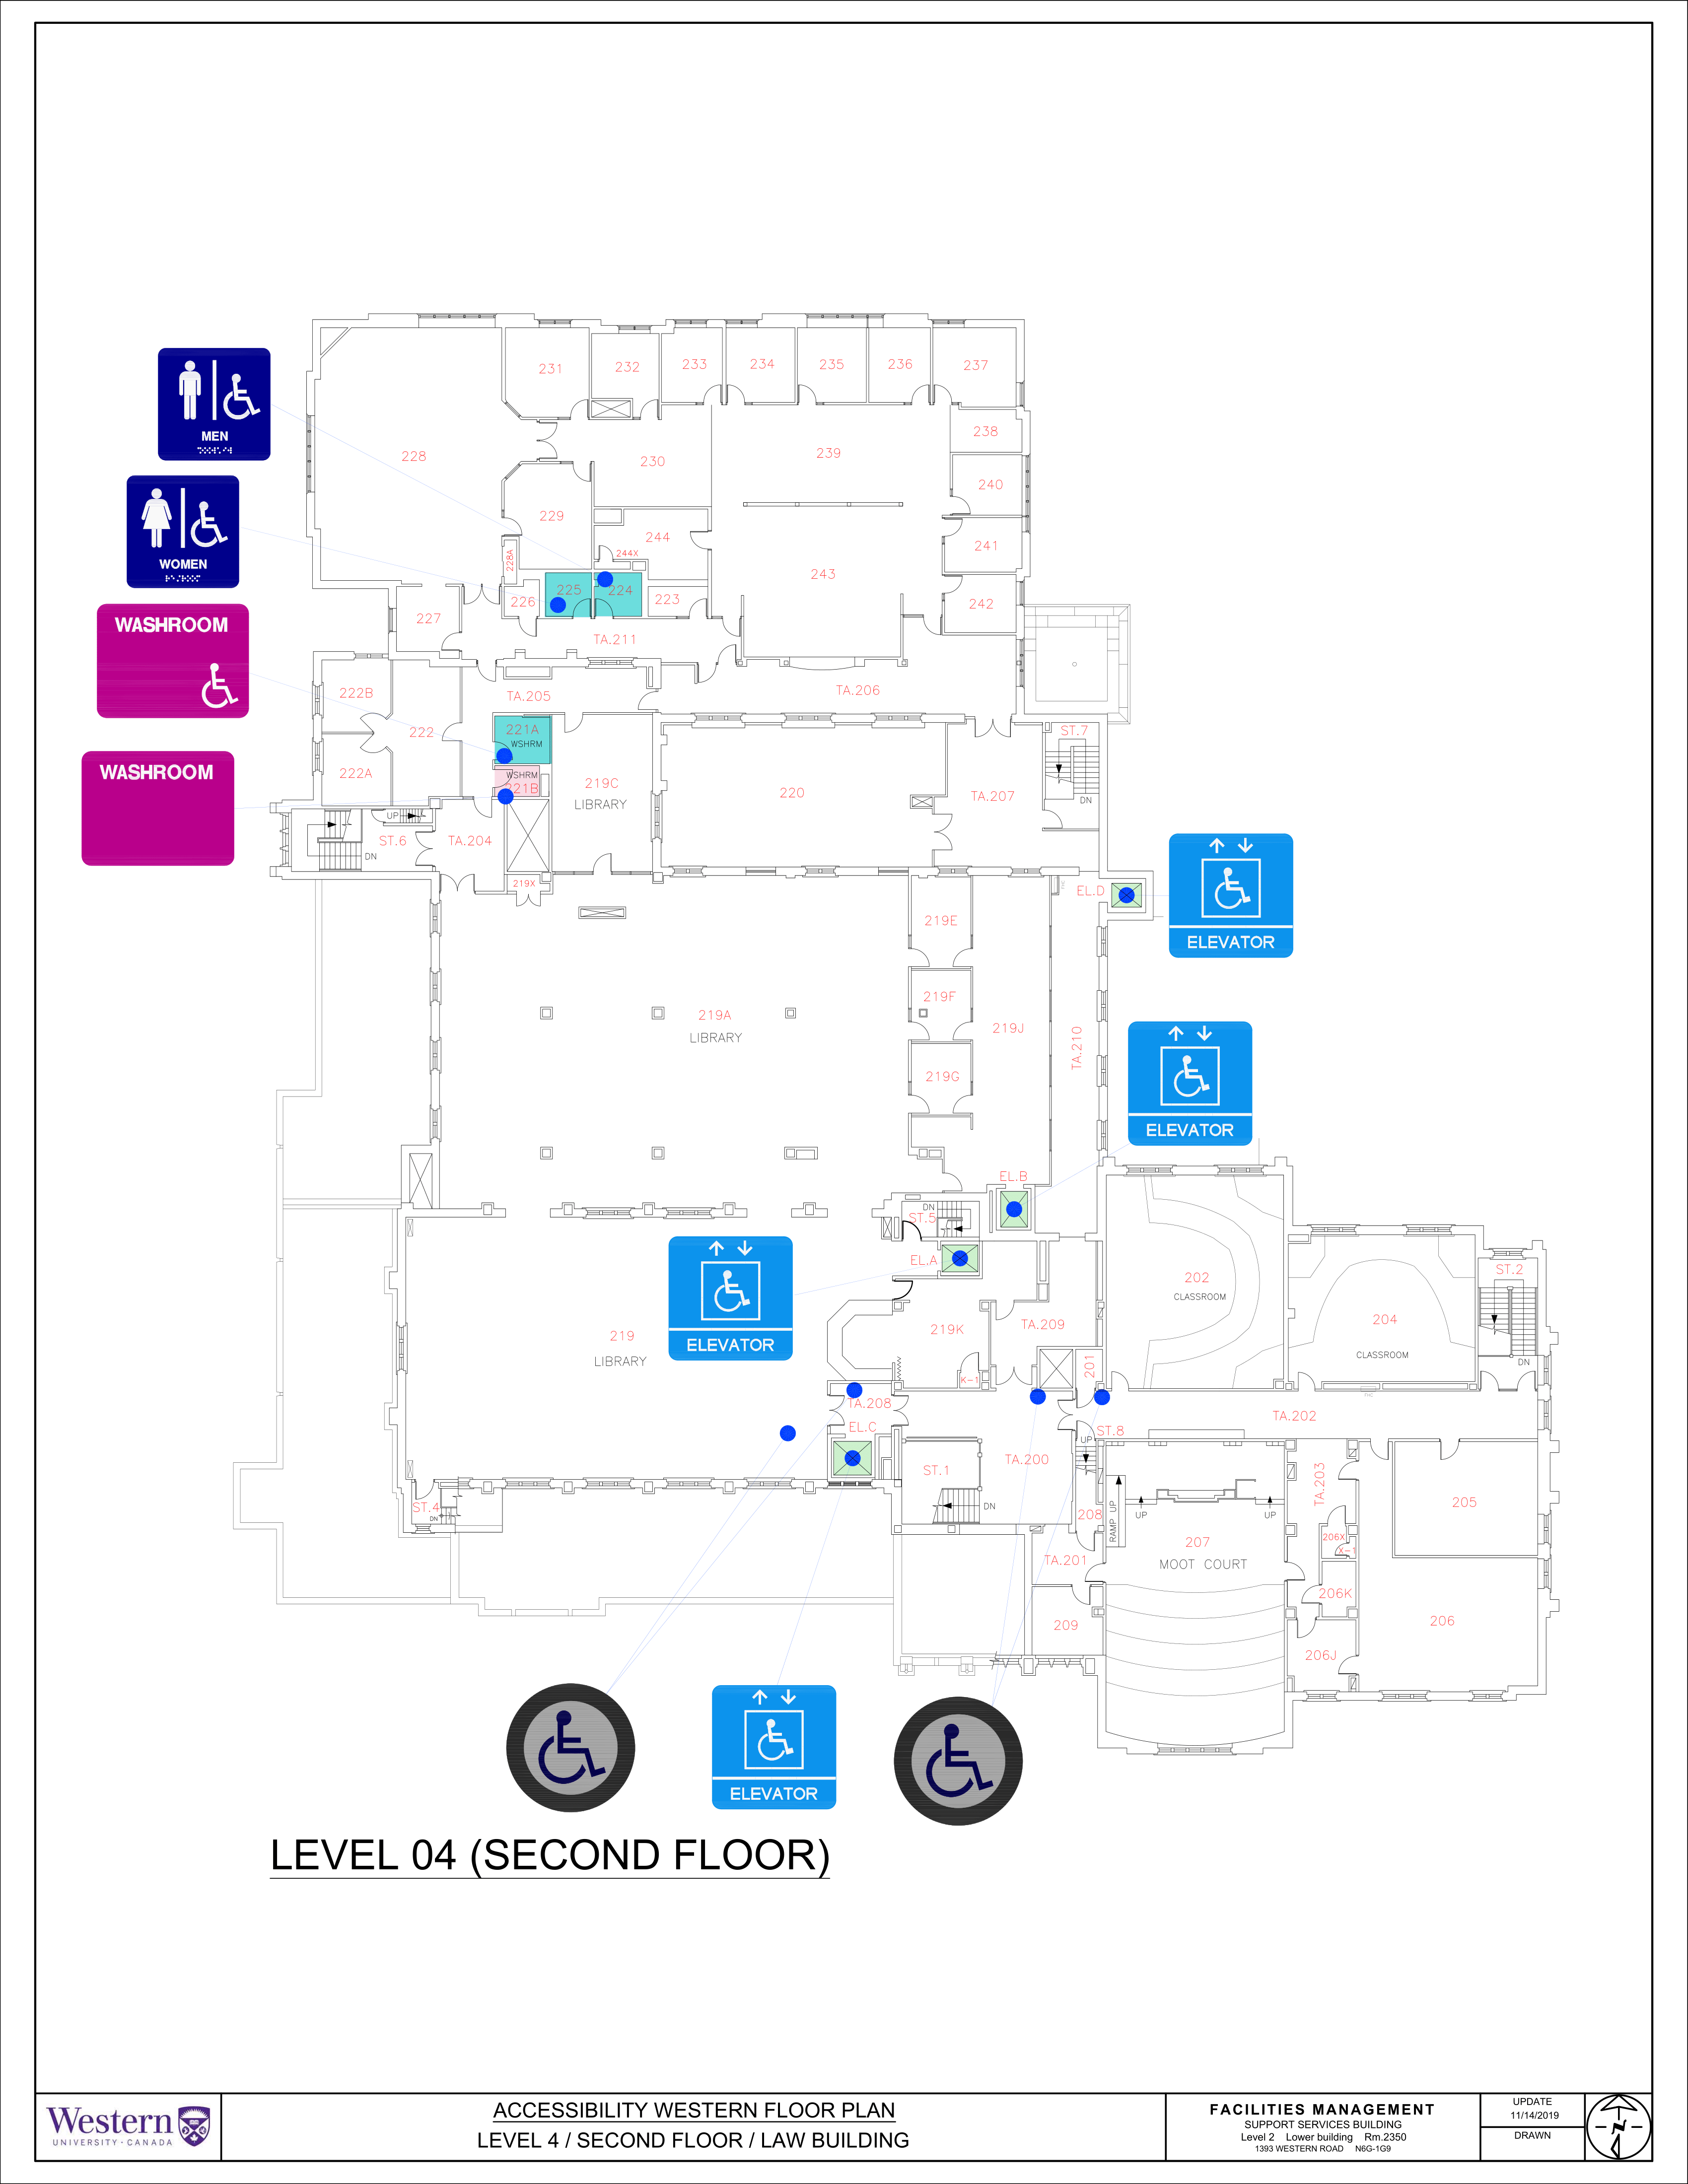 231
232
233
234
235
236
237
MEN
228
230
239
238
240
229
244
241
WOMEN
244X
228A
243
225
224
226
223
242
227
WASHROOM
TA.211
222B
TA.205
TA.206
221A
WSHRM
222
ST.7
WASHROOM
222A
WSHRM
221B
219C
LIBRARY
220
TA.207
DN
UP
ST.6
TA.204
DN
219X
EL.D
ELEVATOR
219E
219F
219A
LIBRARY
219J
TA.210
219G
ELEVATOR
EL.B
DN
ST.5
EL.A
202
CLASSROOM
ST.2
204
CLASSROOM
DN
219K
TA.209
219
LIBRARY
ELEVATOR
K-1
201
TA.208
EL.C
TA.202
ST.8
UP
TA.200
ST.1
DN
TA.203
205
ST.4
DN
208
RAMP UP
UP
UP
206X
X-1
207
MOOT COURT
TA.201
206K
209
206
206J
ELEVATOR
LEVEL 04 (SECOND FLOOR)
Western
UNIVERSITY · CANADA
ACCESSIBILITY WESTERN FLOOR PLAN
LEVEL 4 / SECOND FLOOR / LAW BUILDING
FACILITIES MANAGEMENT
SUPPORT SERVICES BUILDING
Level 2 Lower building Rm.2350
1393 WESTERN ROAD N6G-1G9
UPDATE
11/14/2019
DRAWN
N